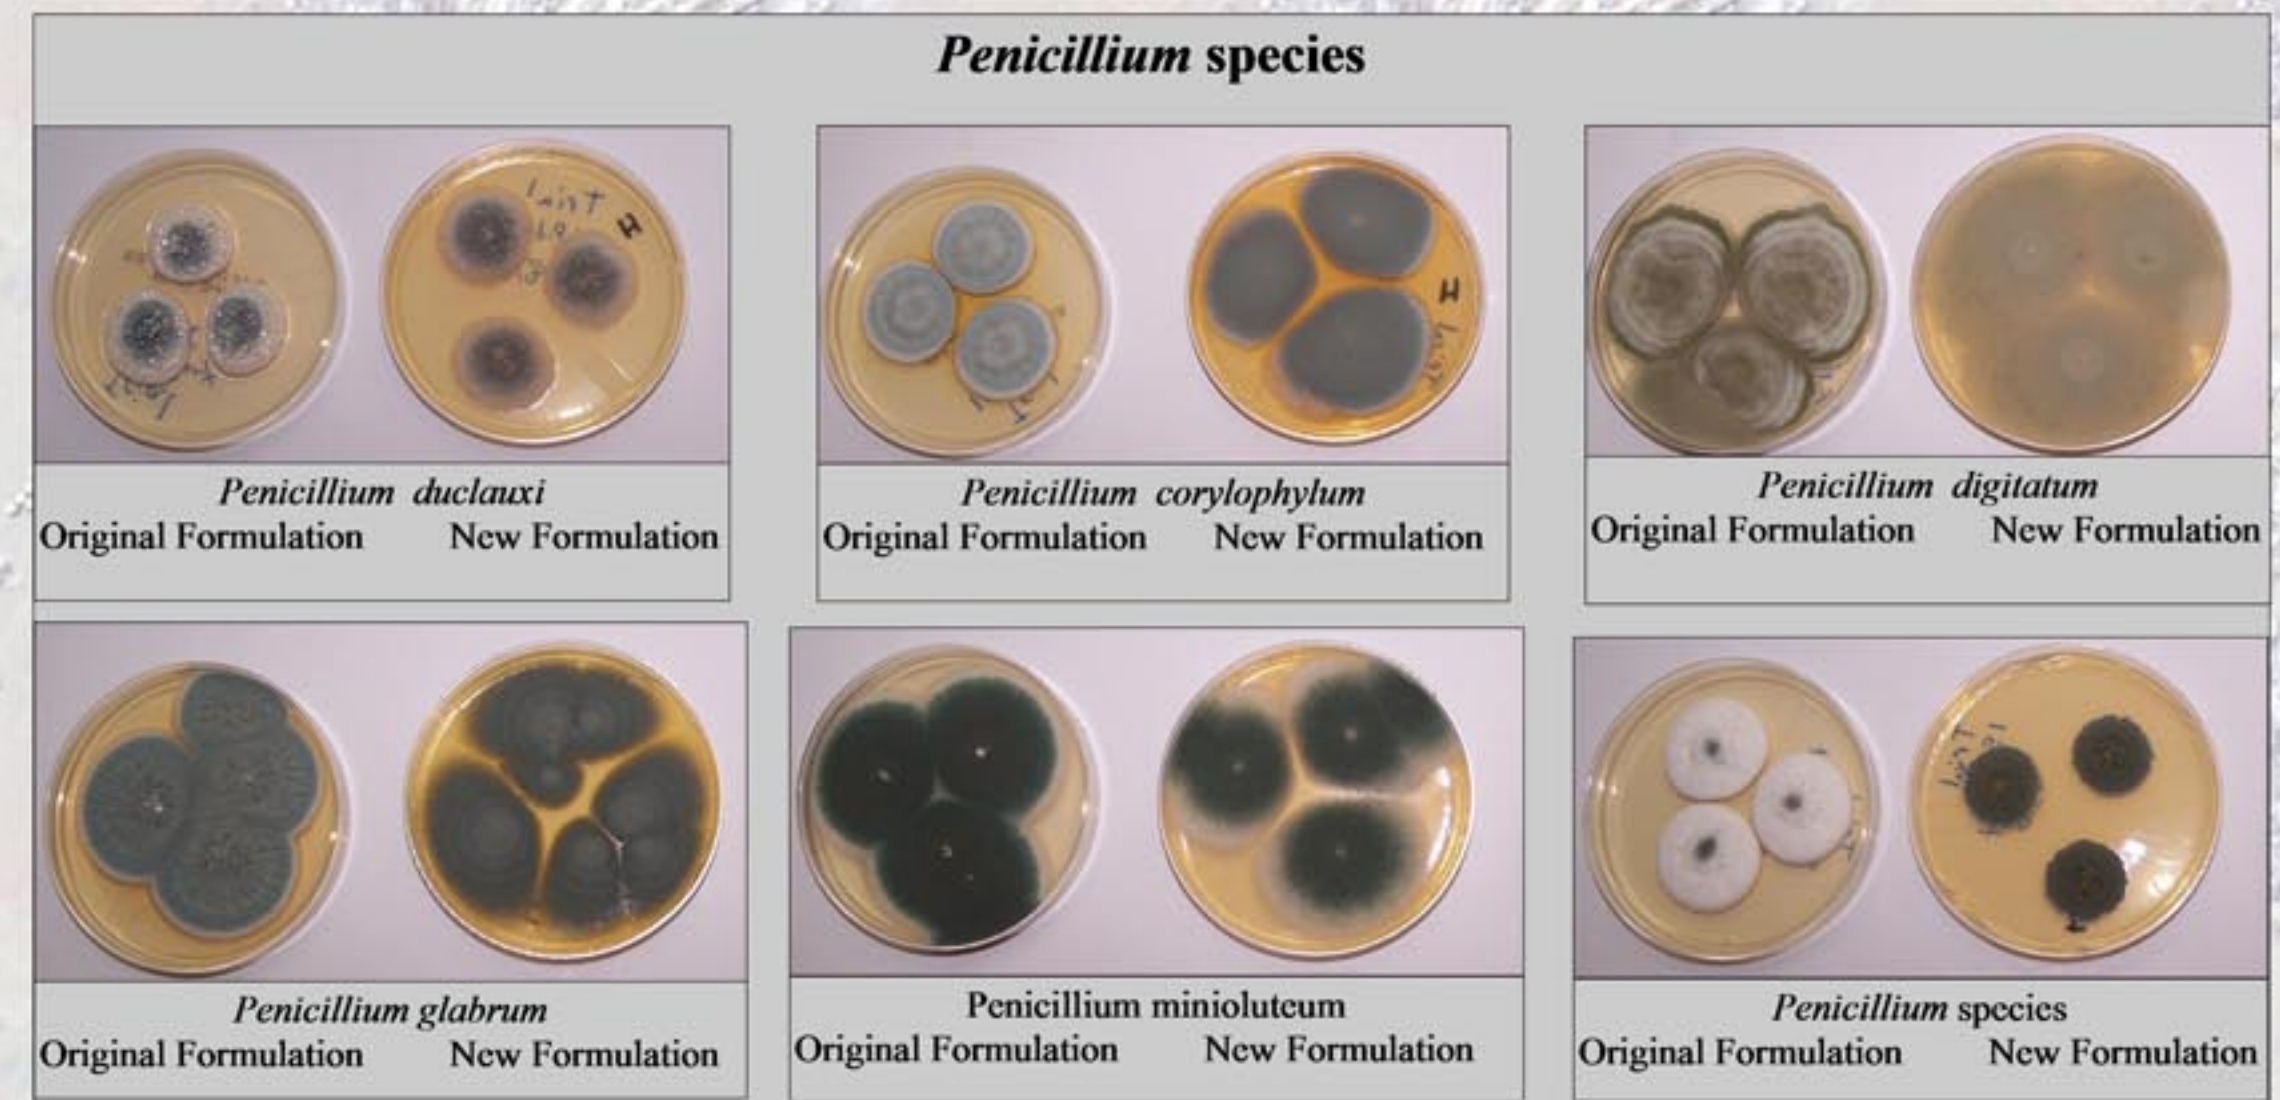 Penicillium species
Penicillium duclauxi
Original Formulation New Formulation
Penicillium corylophylum
Original Formulation New Formulation
Penicillium digitatum
Original Formulation New Formulation
Penicillium glabrum
Original Formulation New Formulation
Penicillium minioluteum
Original Formulation New Formulation
Penicillium species
Original Formulation New Formulation